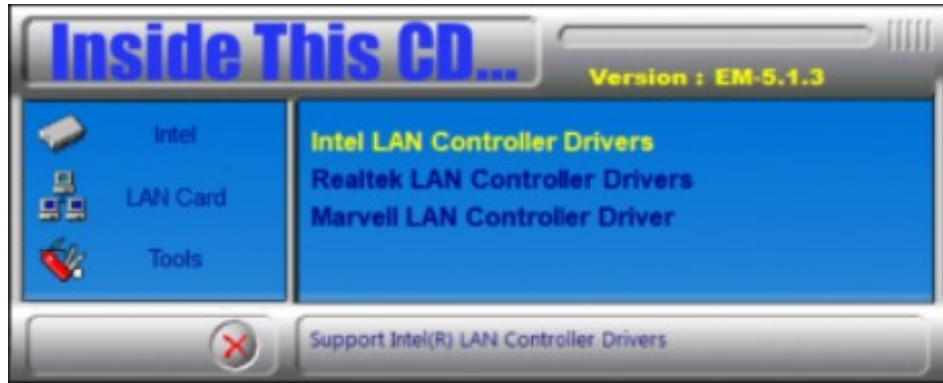 Inside This CD...
Version : EM-5.1.3
Intel
LAN Card
Tools
Intel LAN Controller Drivers
Realtek LAN Controller Drivers
Marvell LAN Controller Driver
Support Intel(R) LAN Controller Drivers